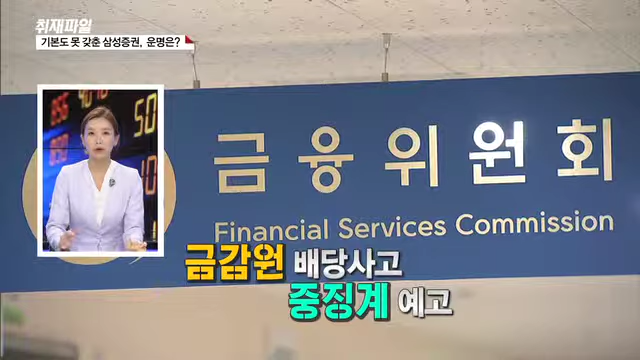 취재파일
기본도 못 갖춘 삼성증권, 운명은?
금융위원회
Financial Services Commission
금감원 배당사고
중징계 예고